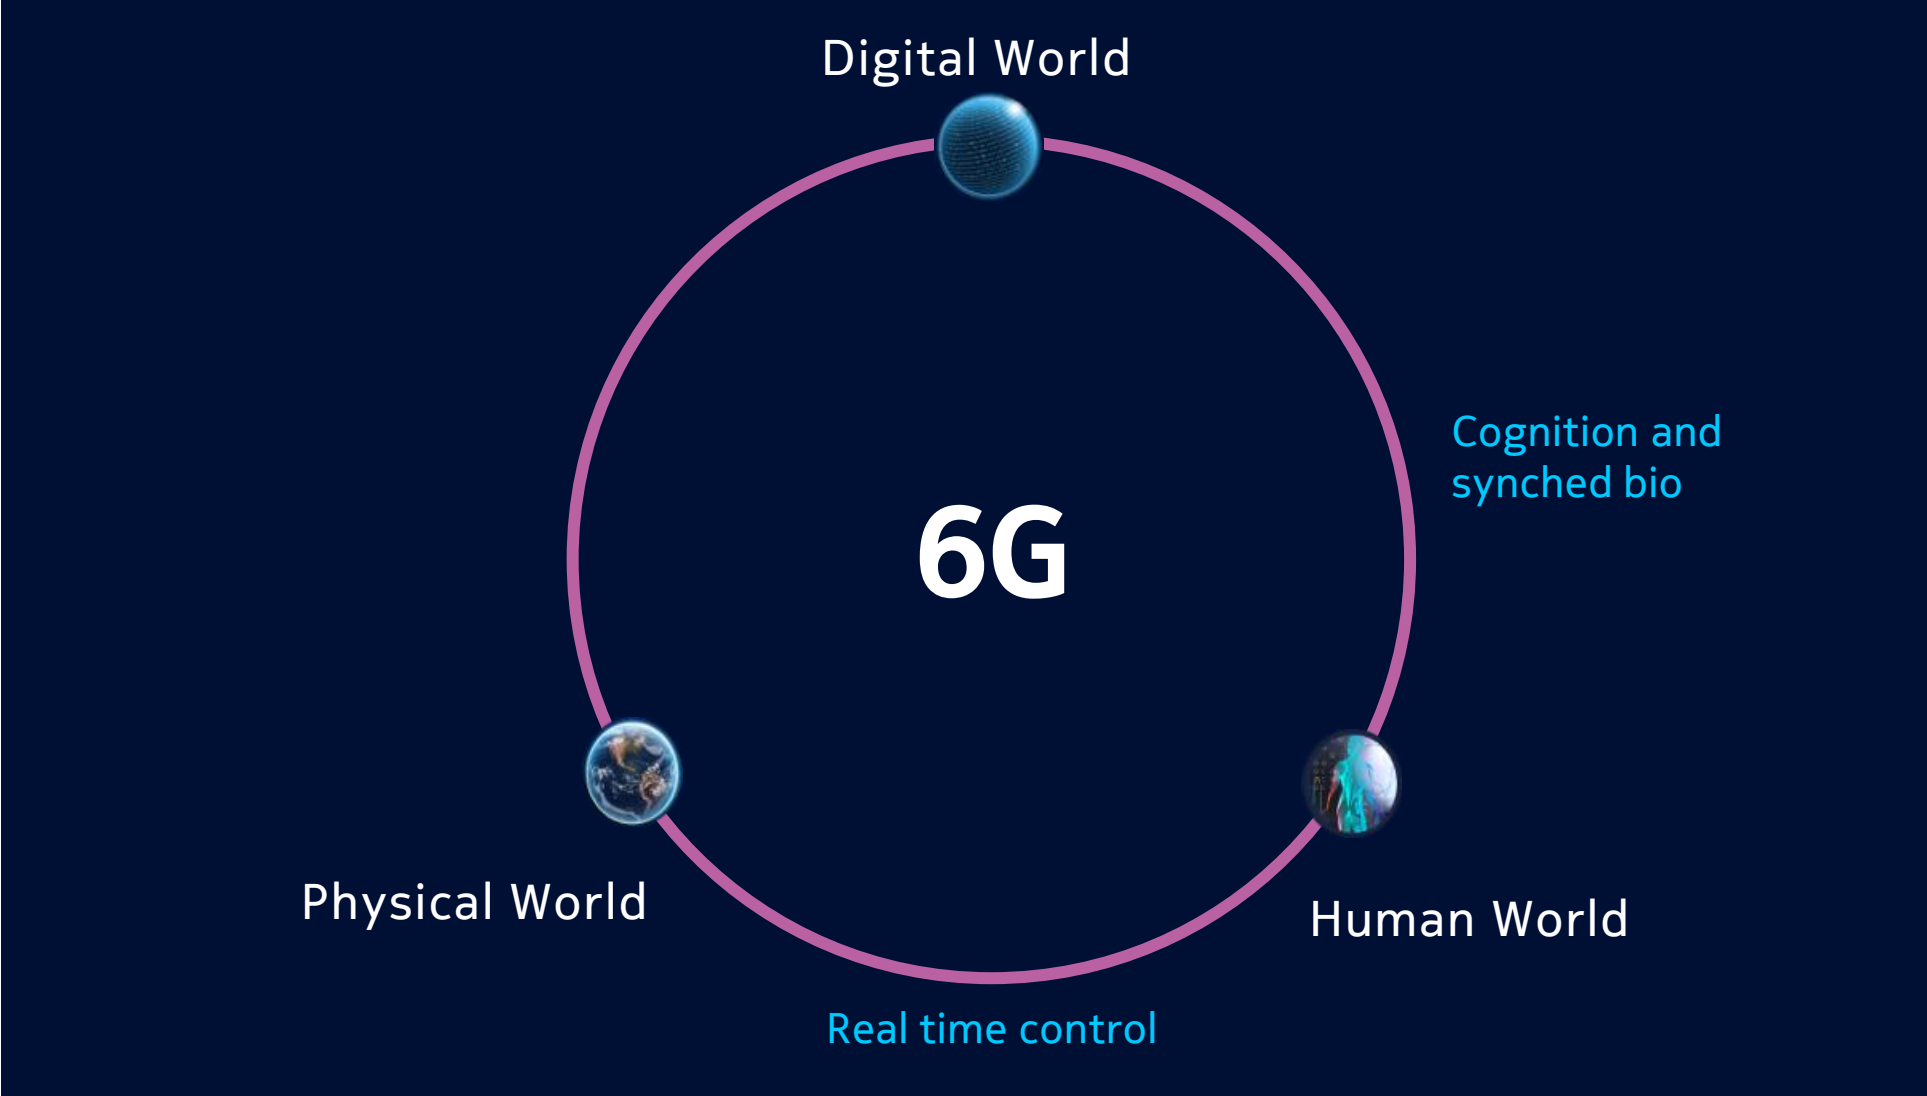 Digital World
Cognition and
synched bio
6G
Physical World
Human World
Real time control